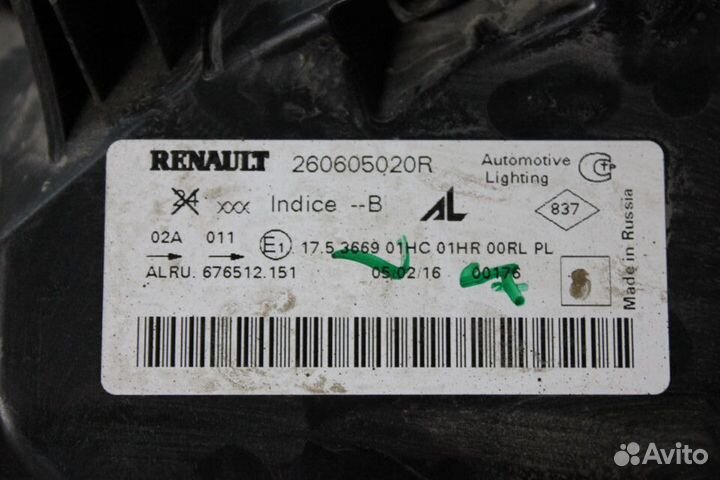 RENAULT 260605020R
Automotive Lighting
24 xxx Indice --B AL 837
02A 011 E1 17.5 3669 01HC 01HR 00RL PL
ALRU. 676512.151 05/02/16 00176
Made in Russia
Avito